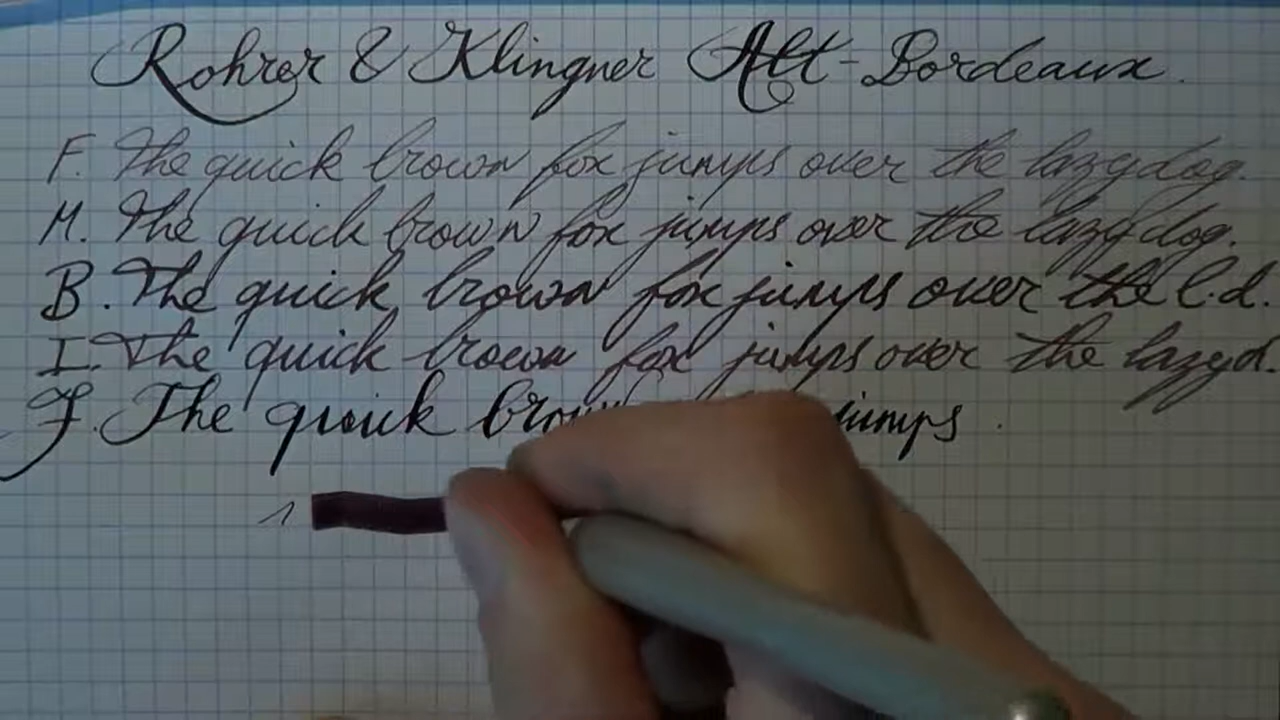 Rohrer & Klingner Alt-Bordeaux.
F. The quick brown fox jumps over the lazy dog.
M. The quick brown fox jumps over the lazy dog.
B. The quick brown fox jumps over the l.d.
I. The quick brown fox jumps over the lazy d.
F. The quick brown jumps.
1